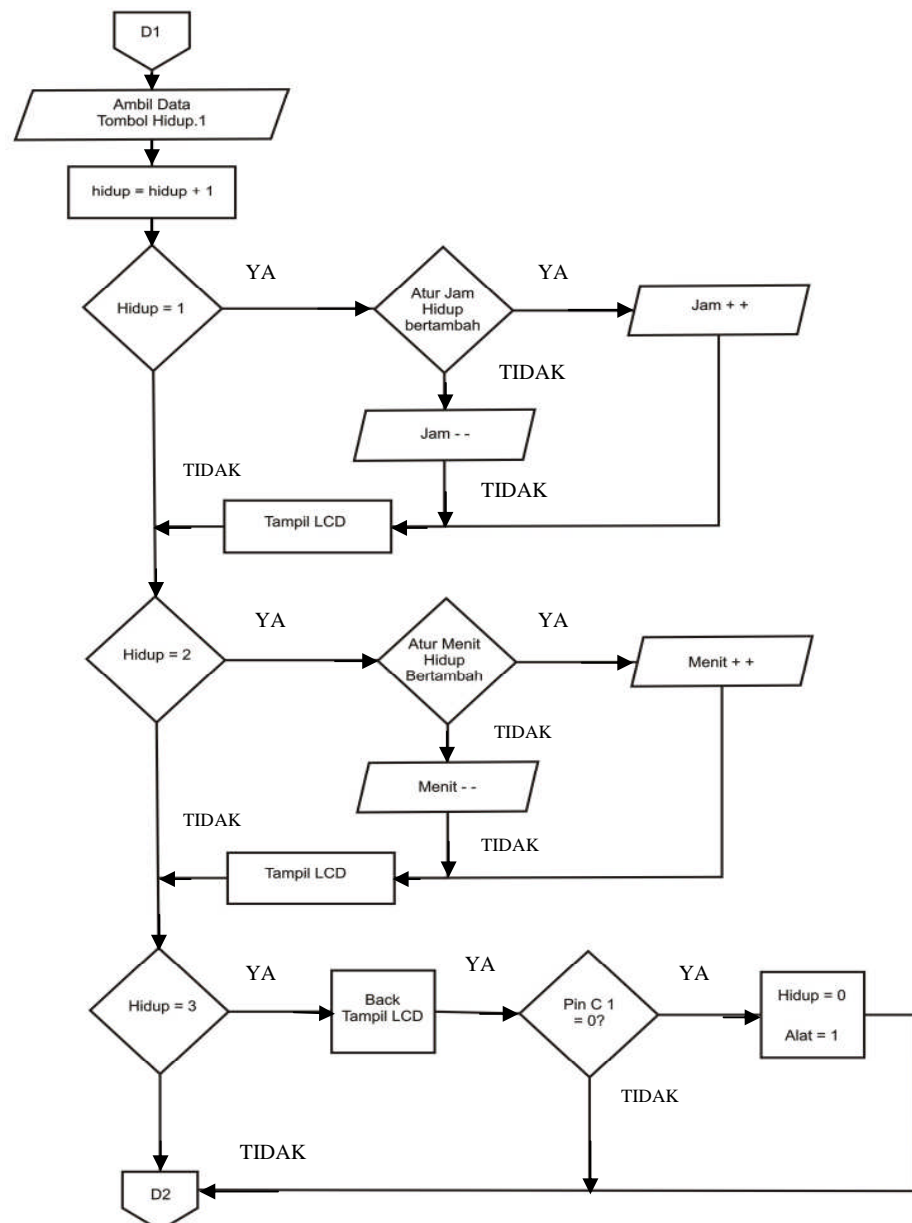 D1
Ambil Data
Tombol Hidup.1
hidup = hidup + 1
YA
YA
Hidup = 1
Atur Jam
Hidup
bertambah
Jam + +
TIDAK
Jam - -
TIDAK
TIDAK
Tampil LCD
YA
YA
Hidup = 2
Atur Menit
Hidup
Bertambah
Menit + +
TIDAK
Menit - -
TIDAK
TIDAK
Tampil LCD
YA
YA
YA
Hidup = 3
Back
Tampil LCD
Pin C 1
= 0?
Hidup = 0
Alat = 1
TIDAK
TIDAK
D2